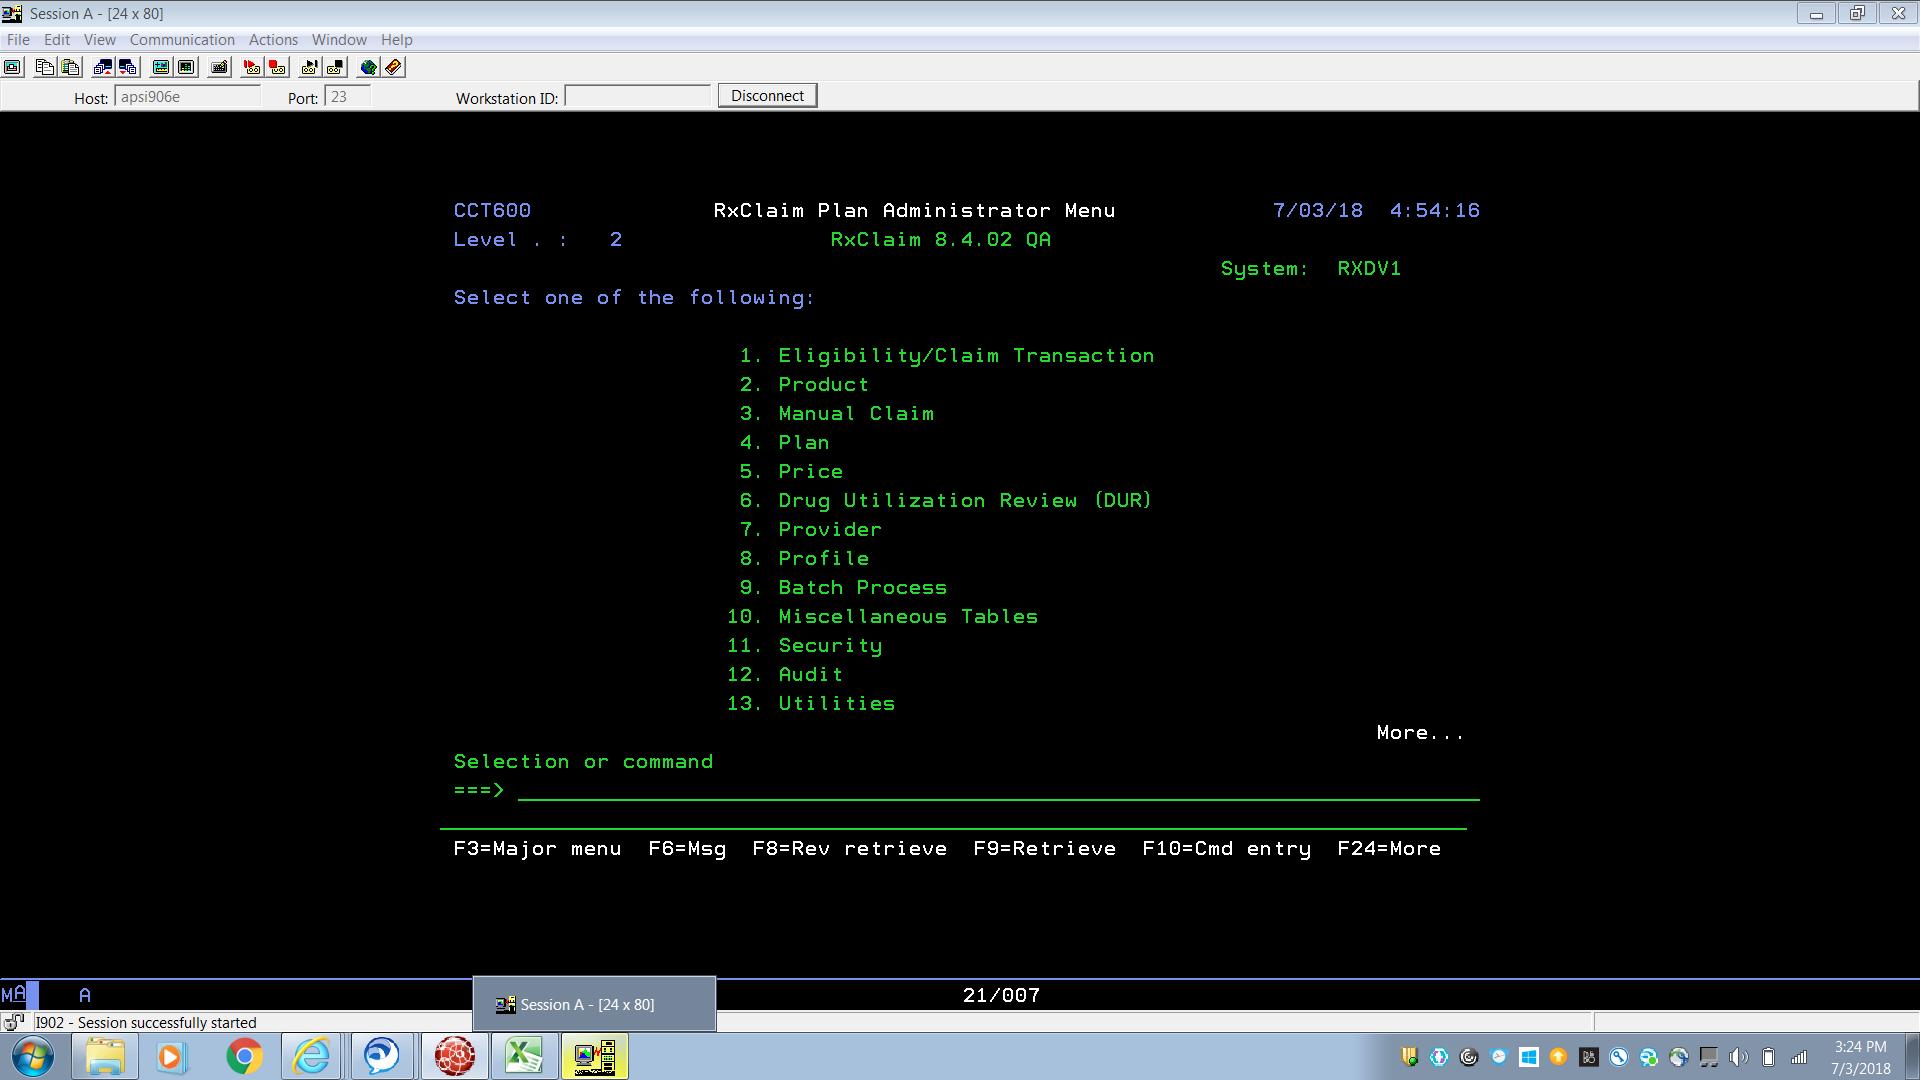 Session A - [24 x 80]
File Edit View Communication Actions Window Help
Host: apsi906e Port: 23 Workstation ID: Disconnect
CCT600 RxClaim Plan Administrator Menu 7/03/18 4:54:16
Level . : 2 RxClaim 8.4.02 QA
System: RXDV1
Select one of the following:
1. Eligibility/Claim Transaction
2. Product
3. Manual Claim
4. Plan
5. Price
6. Drug Utilization Review (DUR)
7. Provider
8. Profile
9. Batch Process
10. Miscellaneous Tables
11. Security
12. Audit
13. Utilities
More...
Selection or command
===>
F3=Major menu F6=Msg F8=Rev retrieve F9=Retrieve F10=Cmd entry F24=More
MA A 21/007
Session A - [24 x 80]
I902 - Session successfully started
3:24 PM
7/3/2018